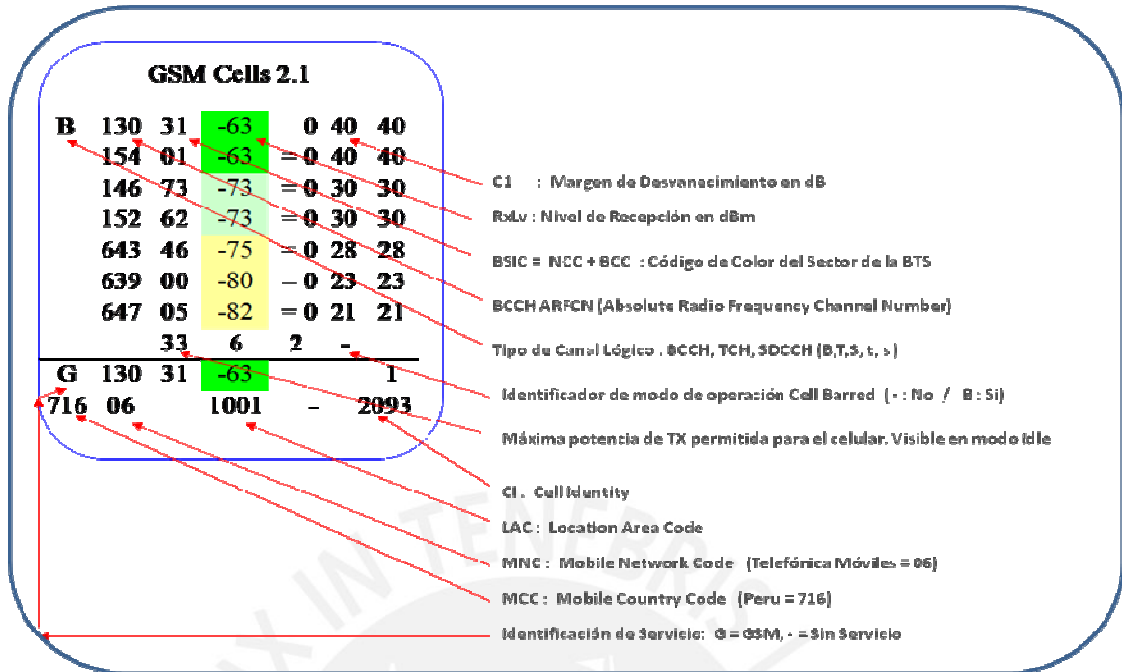 GSM Cells 2.1
B 130 31 -63 0 40 40
154 01 -63 = 0 40 40
146 73 -73 = 0 30 30
152 62 -73 = 0 30 30
643 46 -75 = 0 28 28
639 00 -80 = 0 23 23
647 05 -82 = 0 21 21
33 6 2 -
G 130 31 -63 1
716 06 1001 - 2093
C1 : Margen de Desvanecimiento en dB
RxLv : Nivel de Recepción en dBm
BSIC = NCC + BCC : Código de Color del Sector de la BTS
BCCH ARFCN (Absolute Radio Frequency Channel Number)
Tipo de Canal Lógico : BCCH, TCH, SDCCH (B,T,S, t, s)
Identificador de modo de operación Cell Barred (- : No / B : Si)
Máxima potencia de TX permitida para el celular. Visible en modo Idle
CI : Cell Identity
LAC : Location Area Code
MNC : Mobile Network Code (Telefónica Móviles = 06)
MCC : Mobile Country Code (Peru = 716)
Identificación de Servicio: G = GSM, - = Sin Servicio
IN TENEBRIS